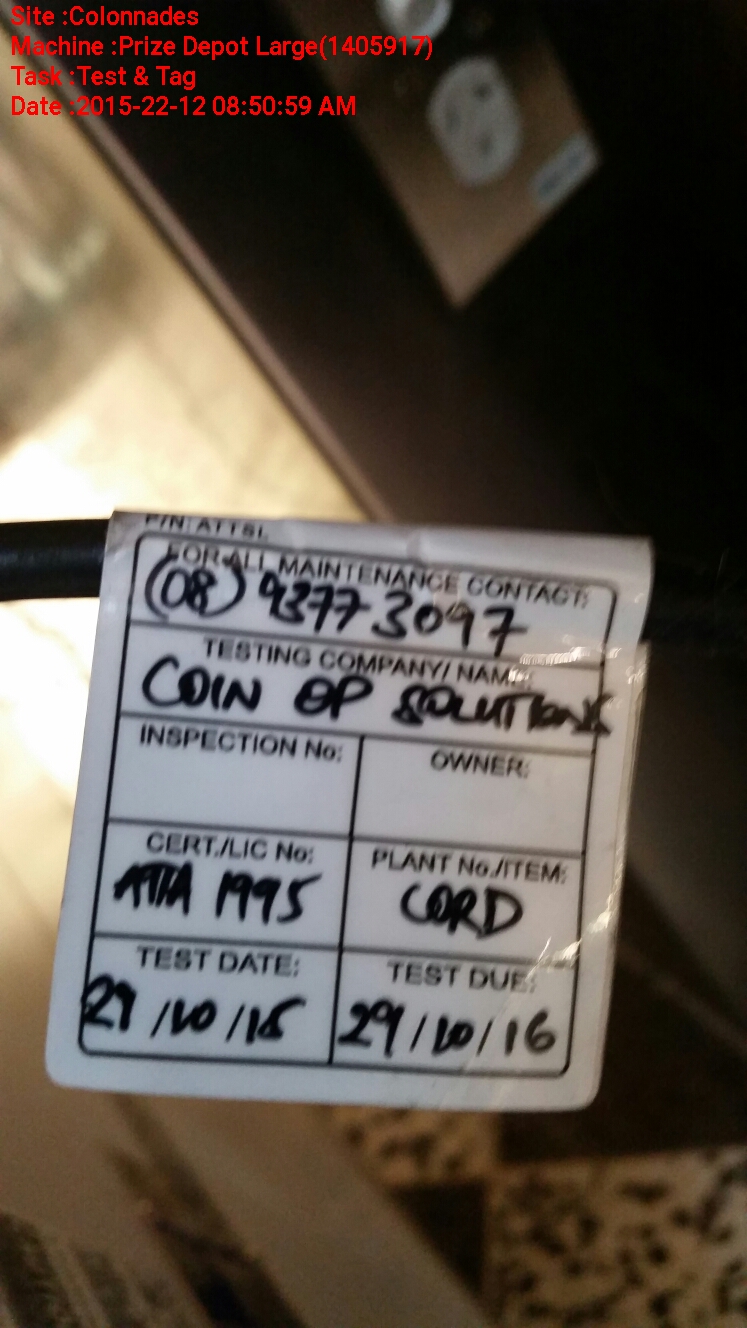 Site :Colonnades
Machine :Prize Depot Large(1405917)
Task :Test & Tag
Date :2015-22-12 08:50:59 AM
P/N: ATTSL
FOR ALL MAINTENANCE CONTACT:
(08) 9377 3097
TESTING COMPANY/ NAME:
COIN OP SOLUTIONS
INSPECTION No:
OWNER:
CERT./LIC No:
PLANT No./ITEM:
ATTA 1995
CORD
TEST DATE:
TEST DUE:
29/10/15
29/10/16